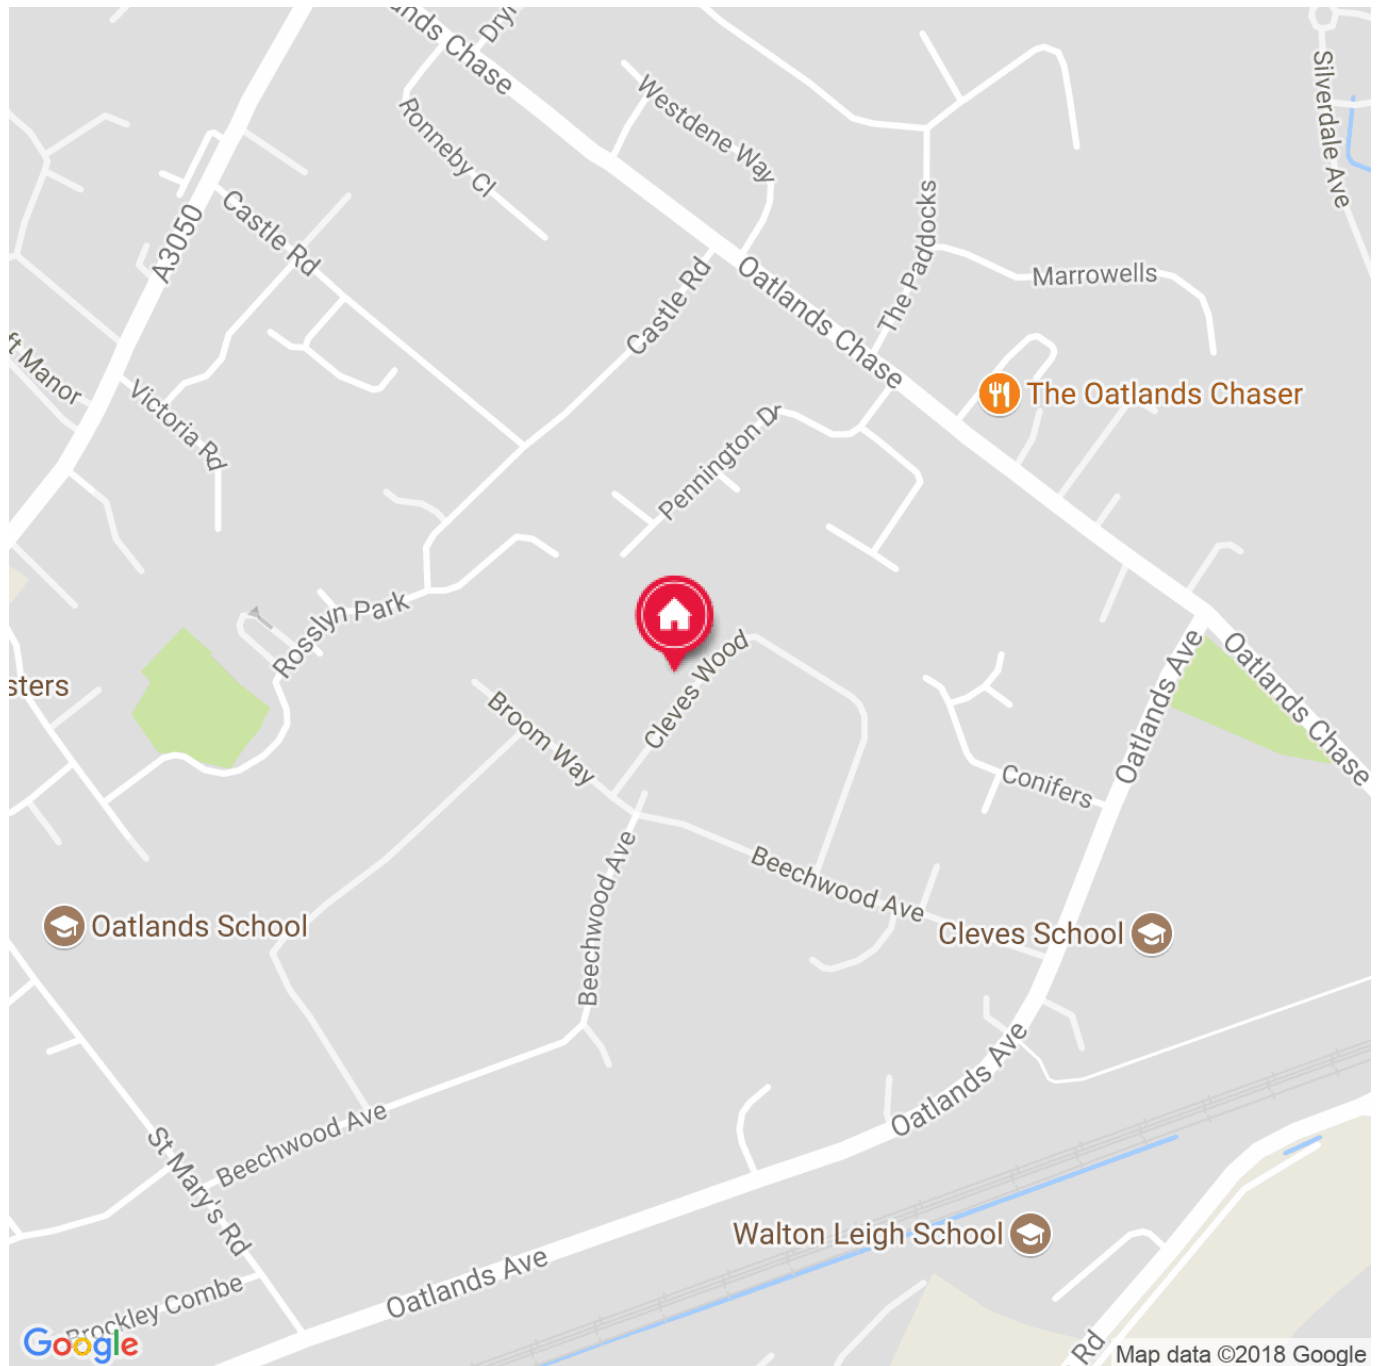 ands Chase
Silverdale Ave
Westdene Way
Ronneby Cl
The Paddocks
Castle Rd
A3050
Oatlands Chase
Castle Rd
Marrowells
ft Manor
Victoria Rd
The Oatlands Chaser
Pennington Dr
Rosslyn Park
Cleves Wood
Oatlands Ave
Oatlands Chase
sters
Broom Way
Conifers
Beechwood Ave
Beechwood Ave
Oatlands School
Cleves School
Oatlands Ave
Beechwood Ave
St Mary's Rd
Walton Leigh School
Oatlands Ave
Brockley Combe
Rd
Google
Map data ©2018 Google